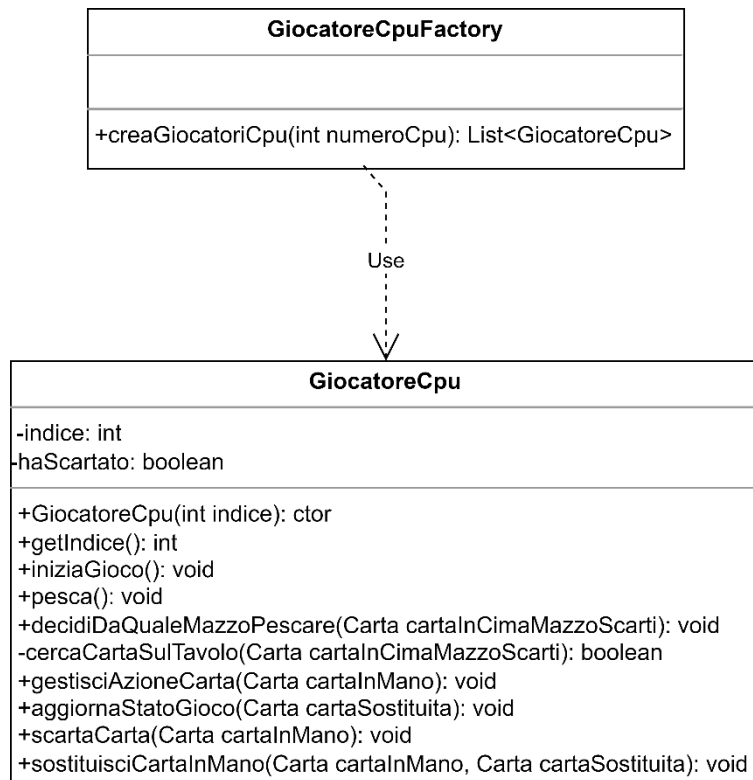 GiocatoreCpuFactory
+creaGiocatoriCpu(int numeroCpu): List<GiocatoreCpu>
Use
GiocatoreCpu
-indice: int
-haScartato: boolean
+GiocatoreCpu(int indice): ctor
+getIndice(): int
+iniziaGioco(): void
+pesca(): void
+decidiDaQualeMazzoPescare(Carta cartaInCimaMazzoScarti): void
-cercaCartaSulTavolo(Carta cartaInCimaMazzoScarti): boolean
+gestisciAzioneCarta(Carta cartaInMano): void
+aggiornaStatoGioco(Carta cartaSostituita): void
+scartaCarta(Carta cartaInMano): void
+sostituisciCartaInMano(Carta cartaInMano, Carta cartaSostituita): void